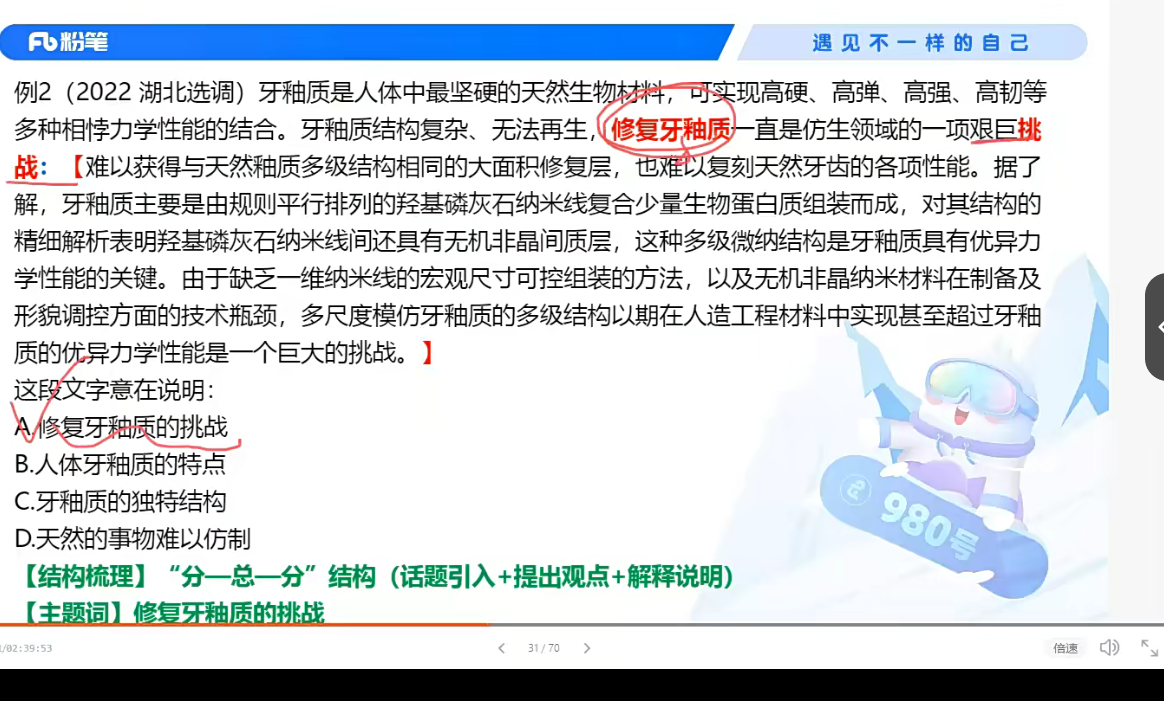 粉笔
遇见不一样的自己
例2（2022 湖北选调）牙釉质是人体中最坚硬的天然生物材料，可实现高硬、高弹、高强、高韧等
多种相悖力学性能的结合。牙釉质结构复杂、无法再生，修复牙釉质一直是仿生领域的一项艰巨挑
战：【难以获得与天然釉质多级结构相同的大面积修复层，也难以复刻天然牙齿的各项性能。据了
解，牙釉质主要是由规则平行排列的羟基磷灰石纳米线复合少量生物蛋白质组装而成，对其结构的
精细解析表明羟基磷灰石纳米线间还具有无机非晶间质层，这种多级微纳结构是牙釉质具有优异力
学性能的关键。由于缺乏一维纳米线的宏观尺寸可控组装的方法，以及无机非晶纳米材料在制备及
形貌调控方面的技术瓶颈，多尺度模仿牙釉质的多级结构以期在人造工程材料中实现甚至超过牙釉
质的优异力学性能是一个巨大的挑战。】
这段文字意在说明：
A.修复牙釉质的挑战
B.人体牙釉质的特点
C.牙釉质的独特结构
D.天然的事物难以仿制
980号
【结构梳理】“分—总—分”结构（话题引入+提出观点+解释说明）
【主题词】修复牙釉质的挑战
/02:39:53
31 / 70
倍速